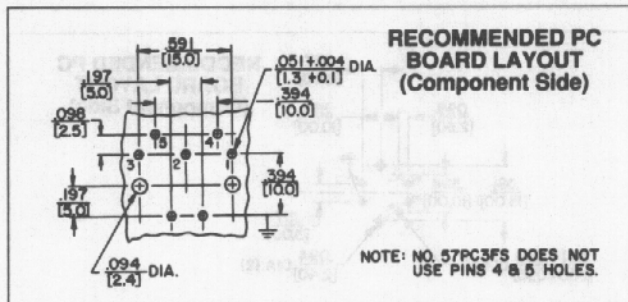 .591
[15.0]
RECOMMENDED PC
BOARD LAYOUT
(Component Side)
.051+.004 DIA.
[1.3 +0.1]
.197
[5.0]
.394
[10.0]
.098
[2.5]
5
4
3
2
1
.394
[10.0]
.197
[5.0]
.094 DIA.
[2.4]
NOTE: NO. 57PC3FS DOES NOT
USE PINS 4 & 5 HOLES.